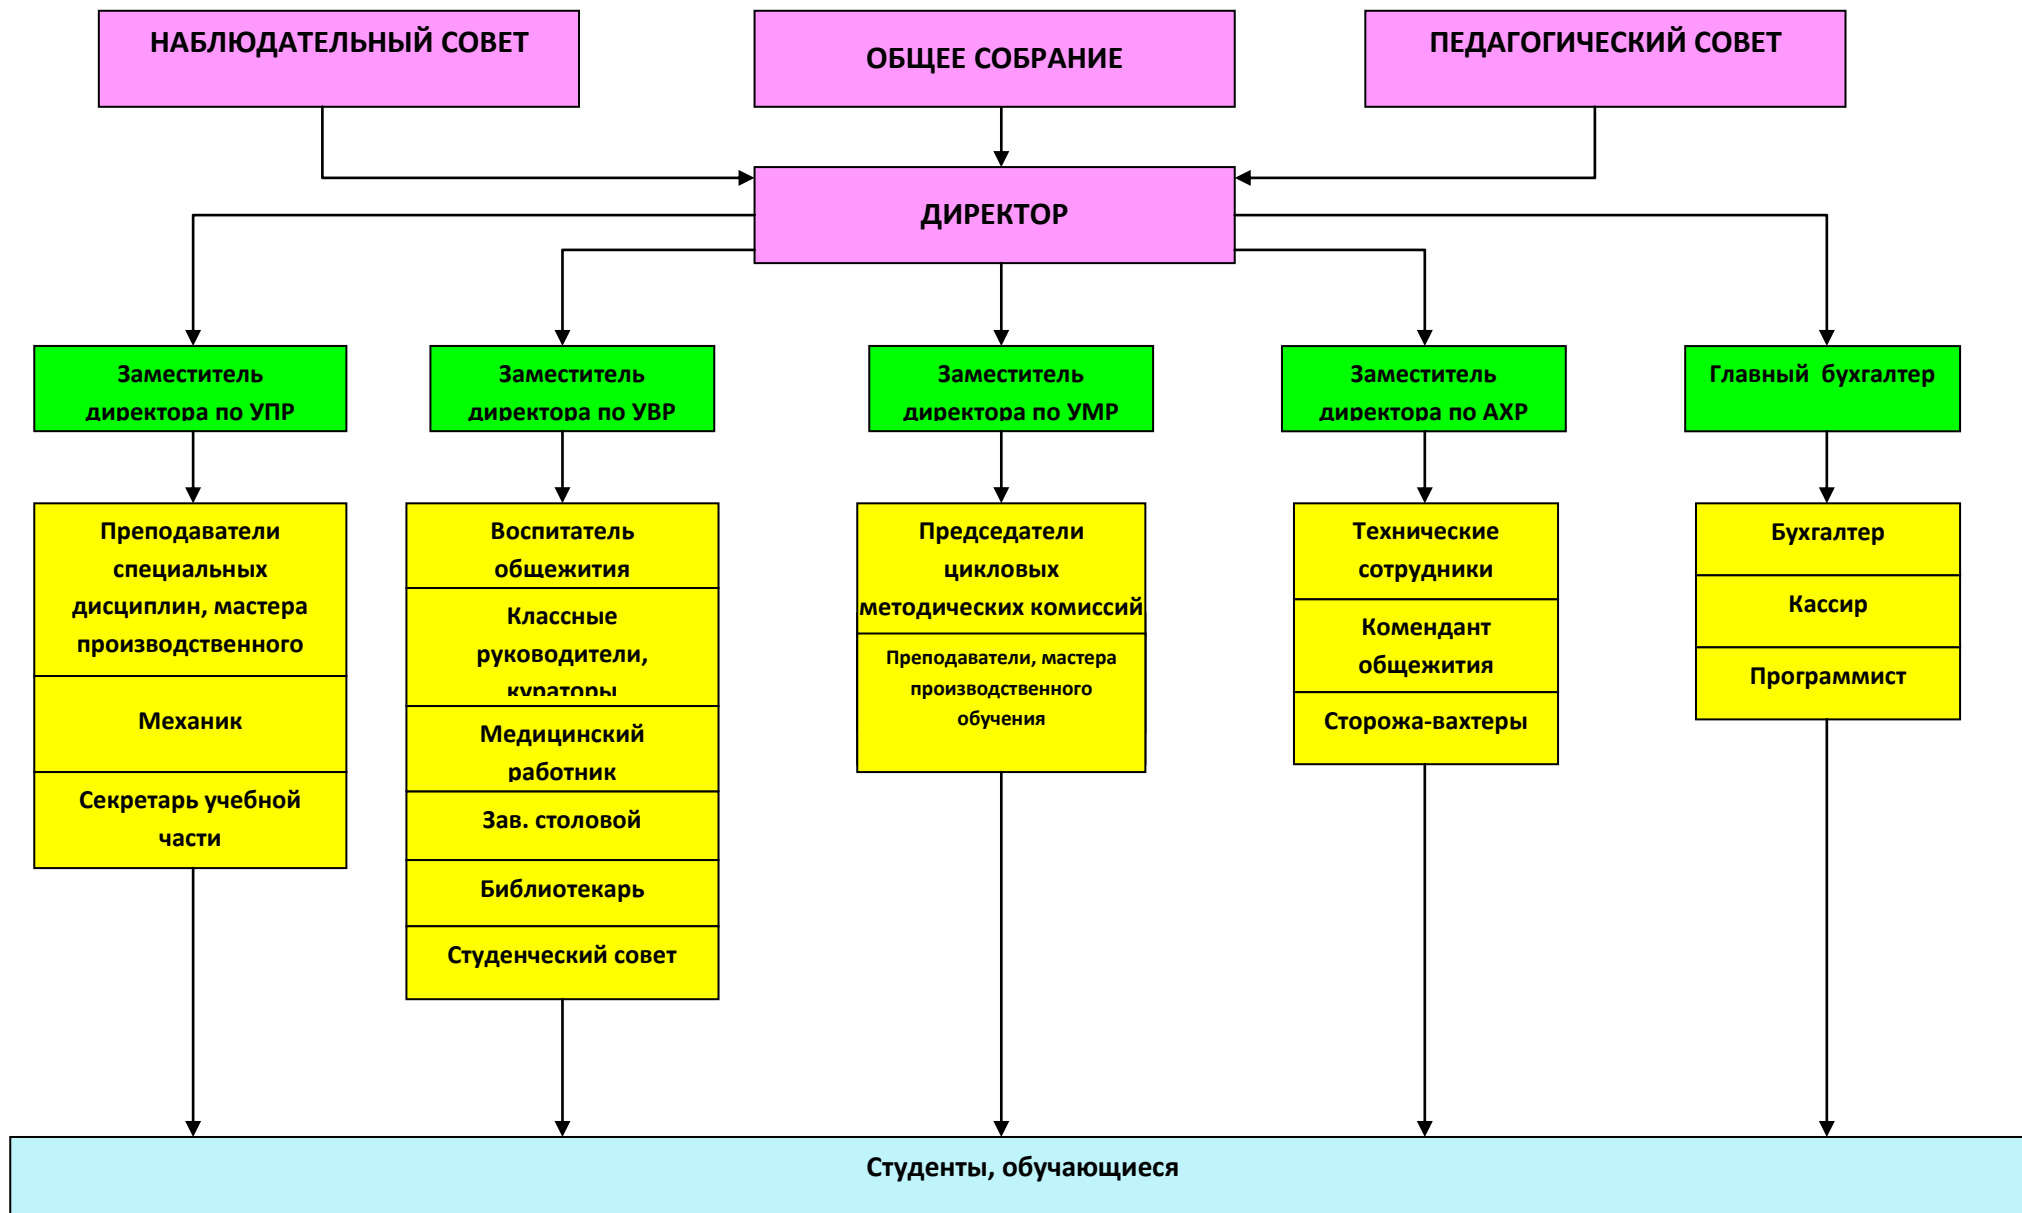 НАБЛЮДАТЕЛЬНЫЙ СОВЕТ
ОБЩЕЕ СОБРАНИЕ
ПЕДАГОГИЧЕСКИЙ СОВЕТ
ДИРЕКТОР
Заместитель
директора по УПР
Заместитель
директора по УВР
Заместитель
директора по УМР
Заместитель
директора по АХР
Главный бухгалтер
Преподаватели
специальных
дисциплин, мастера
производственного
Механик
Секретарь учебной
части
Воспитатель
общежития
Классные
руководители,
кураторы
Медицинский
работник
Зав. столовой
Библиотекарь
Студенческий совет
Председатели
цикловых
методических комиссий
Преподаватели, мастера
производственного
обучения
Технические
сотрудники
Комендант
общежития
Сторожа-вахтеры
Бухгалтер
Кассир
Программист
Студенты, обучающиеся